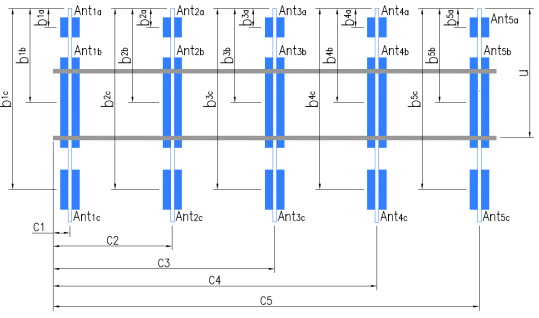 Ant1a Ant2a Ant3a Ant4a Ant5a
b1a b2a b3a b4a b5a
Ant1b Ant2b Ant3b Ant4b Ant5b
b1b b2b b3b b4b b5b
u
b1c b2c b3c b4c b5c
Ant1c Ant2c Ant3c Ant4c Ant5c
C1
C2
C3
C4
C5